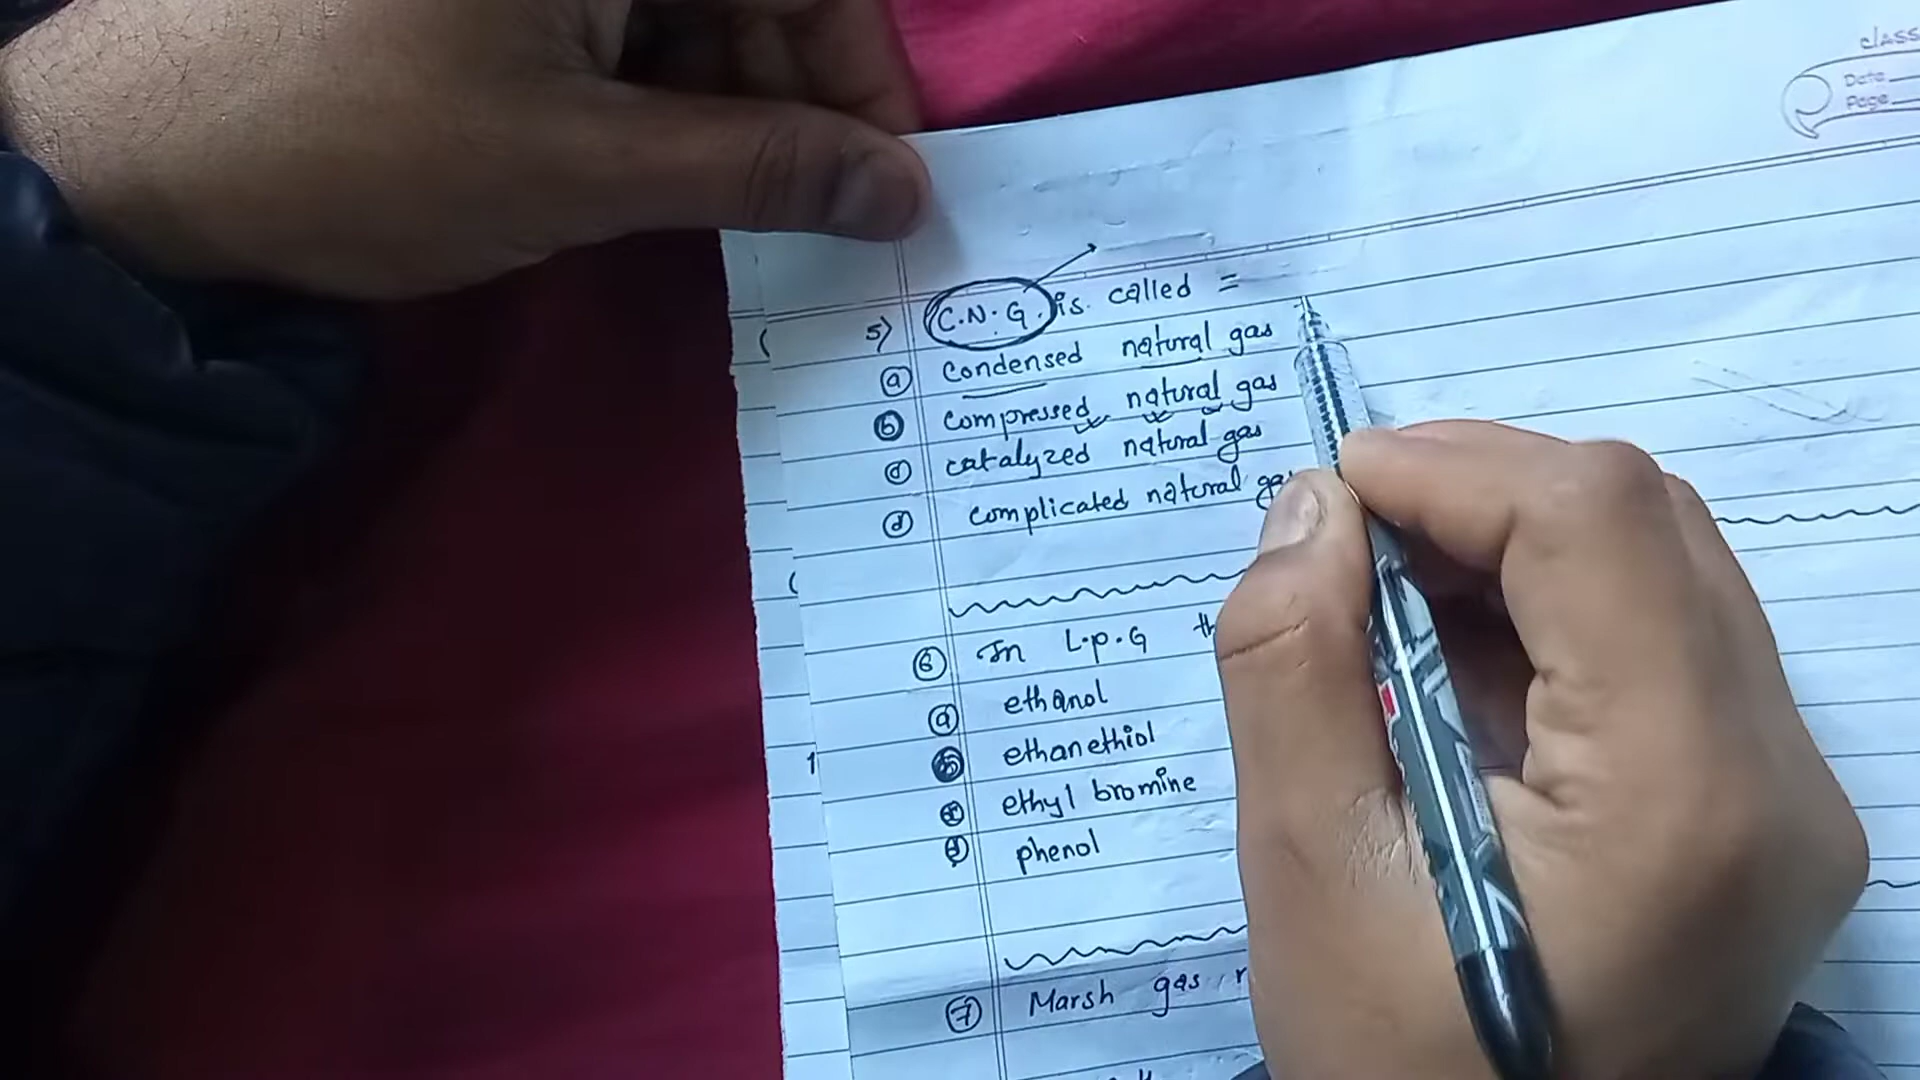 CLASS
Date
Page
5) C.N.G. is called =
(a) Condensed natural gas
(b) compressed natural gas
(c) catalyzed natural gas
(d) complicated natural
(6) In L.P.G
(a) ethanol
(b) ethanethiol
(c) ethyl bromine
(d) phenol
(7) Marsh gas